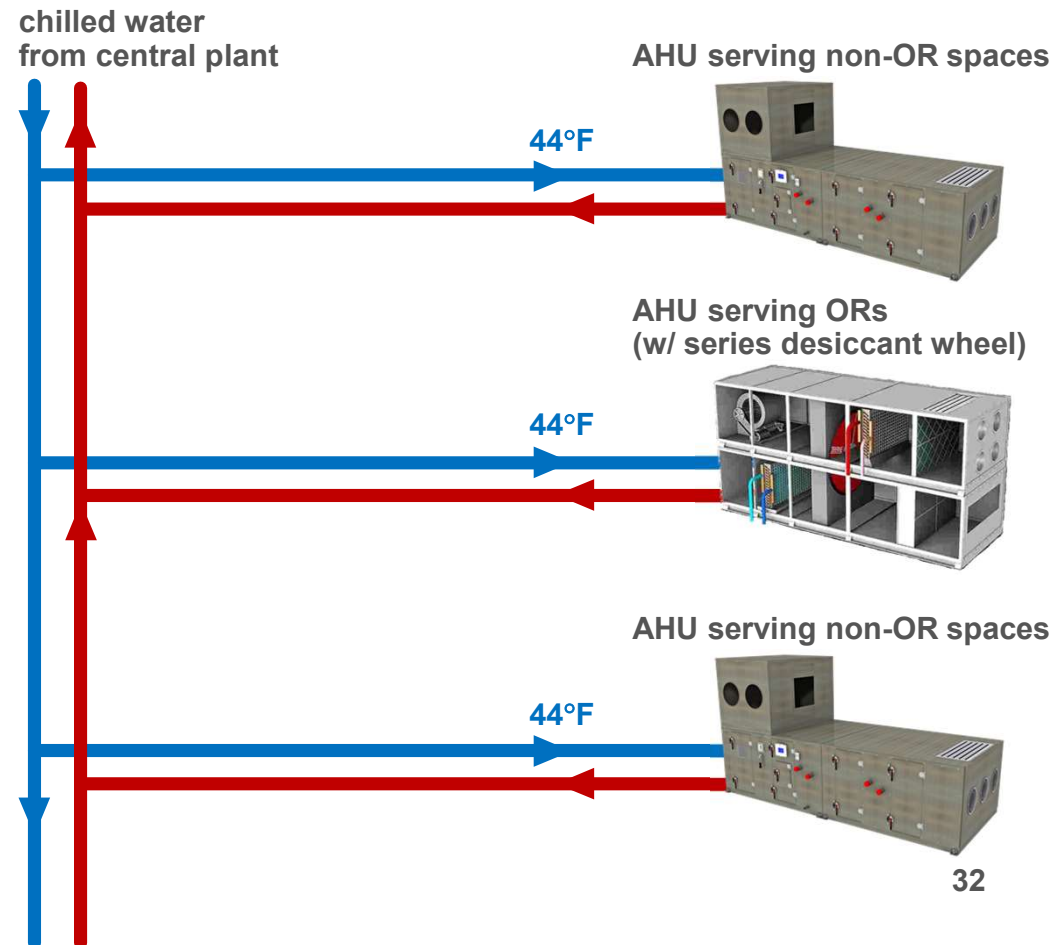 chilled water
from central plant
AHU serving non-OR spaces
44°F
AHU serving ORs
(w/ series desiccant wheel)
44°F
AHU serving non-OR spaces
44°F
32